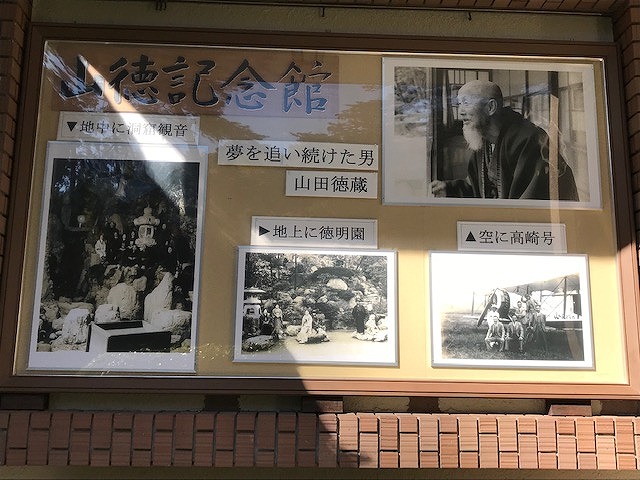 山徳記念館
▼地中に洞窟観音
夢を追い続けた男
山田徳蔵
▶地上に徳明園
▲空に高崎号